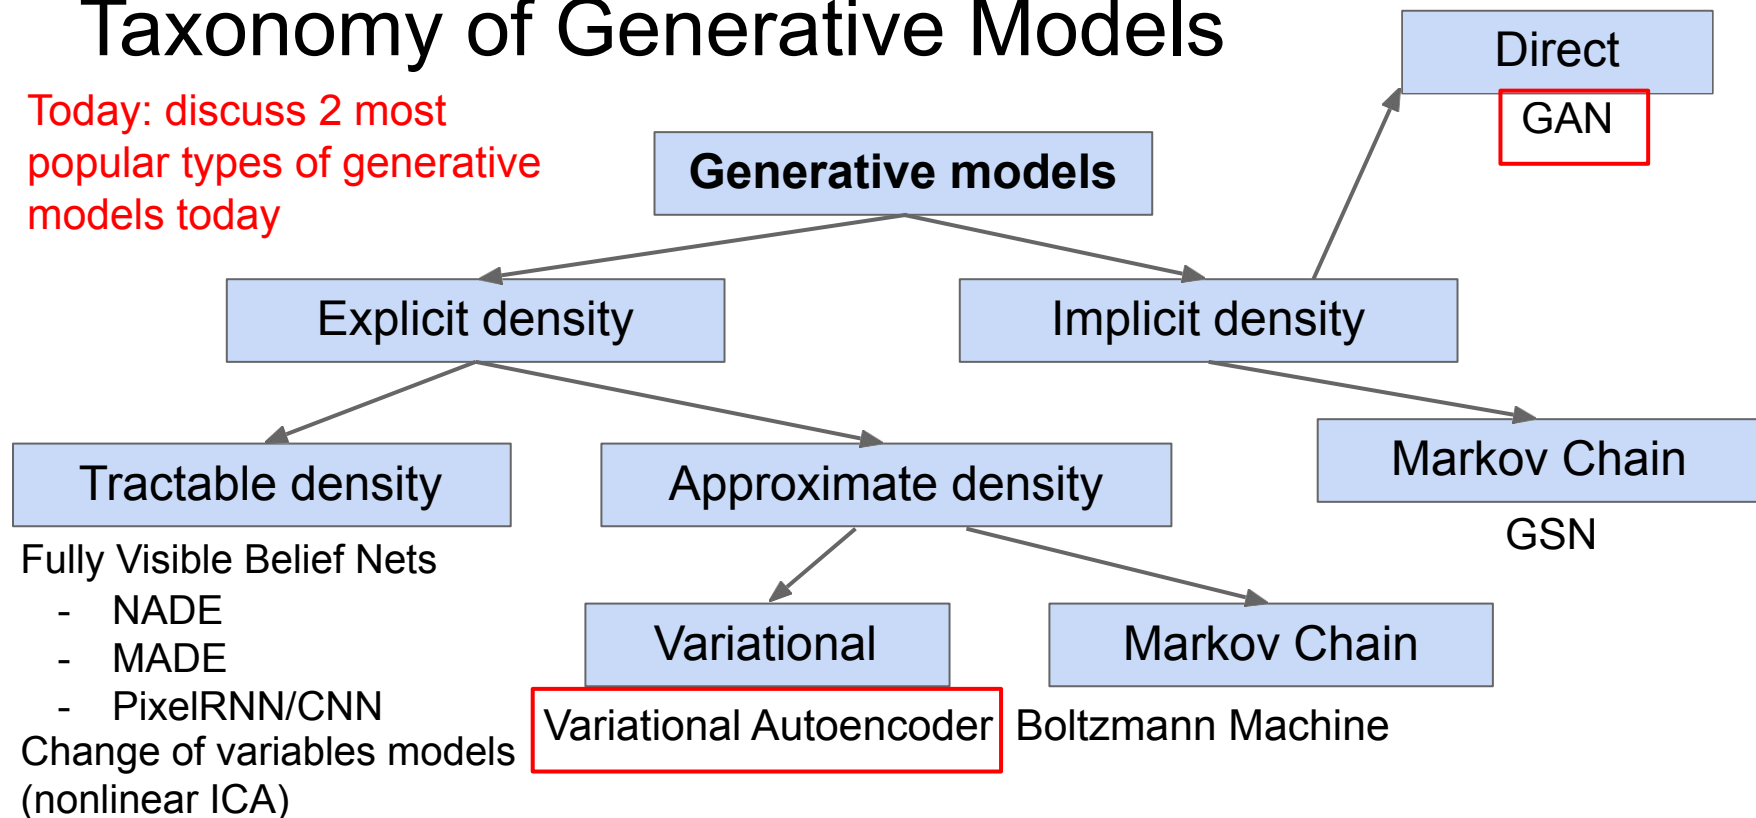 Taxonomy of Generative Models
Today: discuss 2 most
popular types of generative
models today
Direct
GAN
Generative models
Explicit density
Implicit density
Tractable density
Approximate density
Markov Chain
GSN
Fully Visible Belief Nets
- NADE
- MADE
- PixelRNN/CNN
Change of variables models
(nonlinear ICA)
Variational
Markov Chain
Variational Autoencoder
Boltzmann Machine